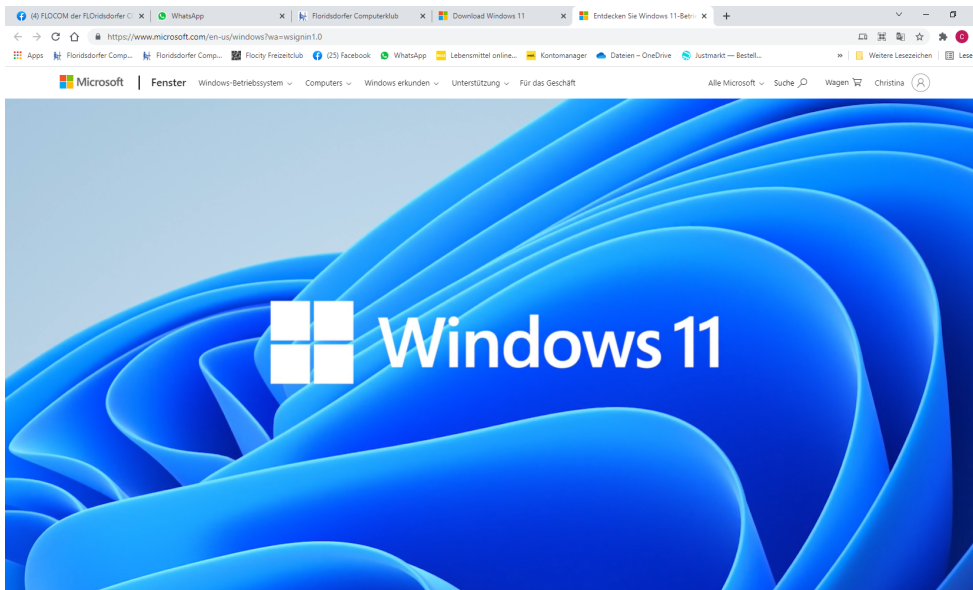 (4) FLOCOM der FLOridsdorfer C
WhatsApp
Floridsdorfer Computerklub
Download Windows 11
Entdecken Sie Windows 11-Betri
https://www.microsoft.com/en-us/windows?wa=wsignin1.0
C
Apps
Floridsdorfer Comp...
Floridsdorfer Comp...
Flocity Freizeitclub
(25) Facebook
WhatsApp
Lebensmittel online...
Kontomanager
Dateien – OneDrive
Justmarkt — Bestell...
»
Weitere Lesezeichen
Lese
Microsoft
Fenster
Windows-Betriebssystem
Computers
Windows erkunden
Unterstützung
Für das Geschäft
Alle Microsoft
Suche
Wagen
Christina
Windows 11